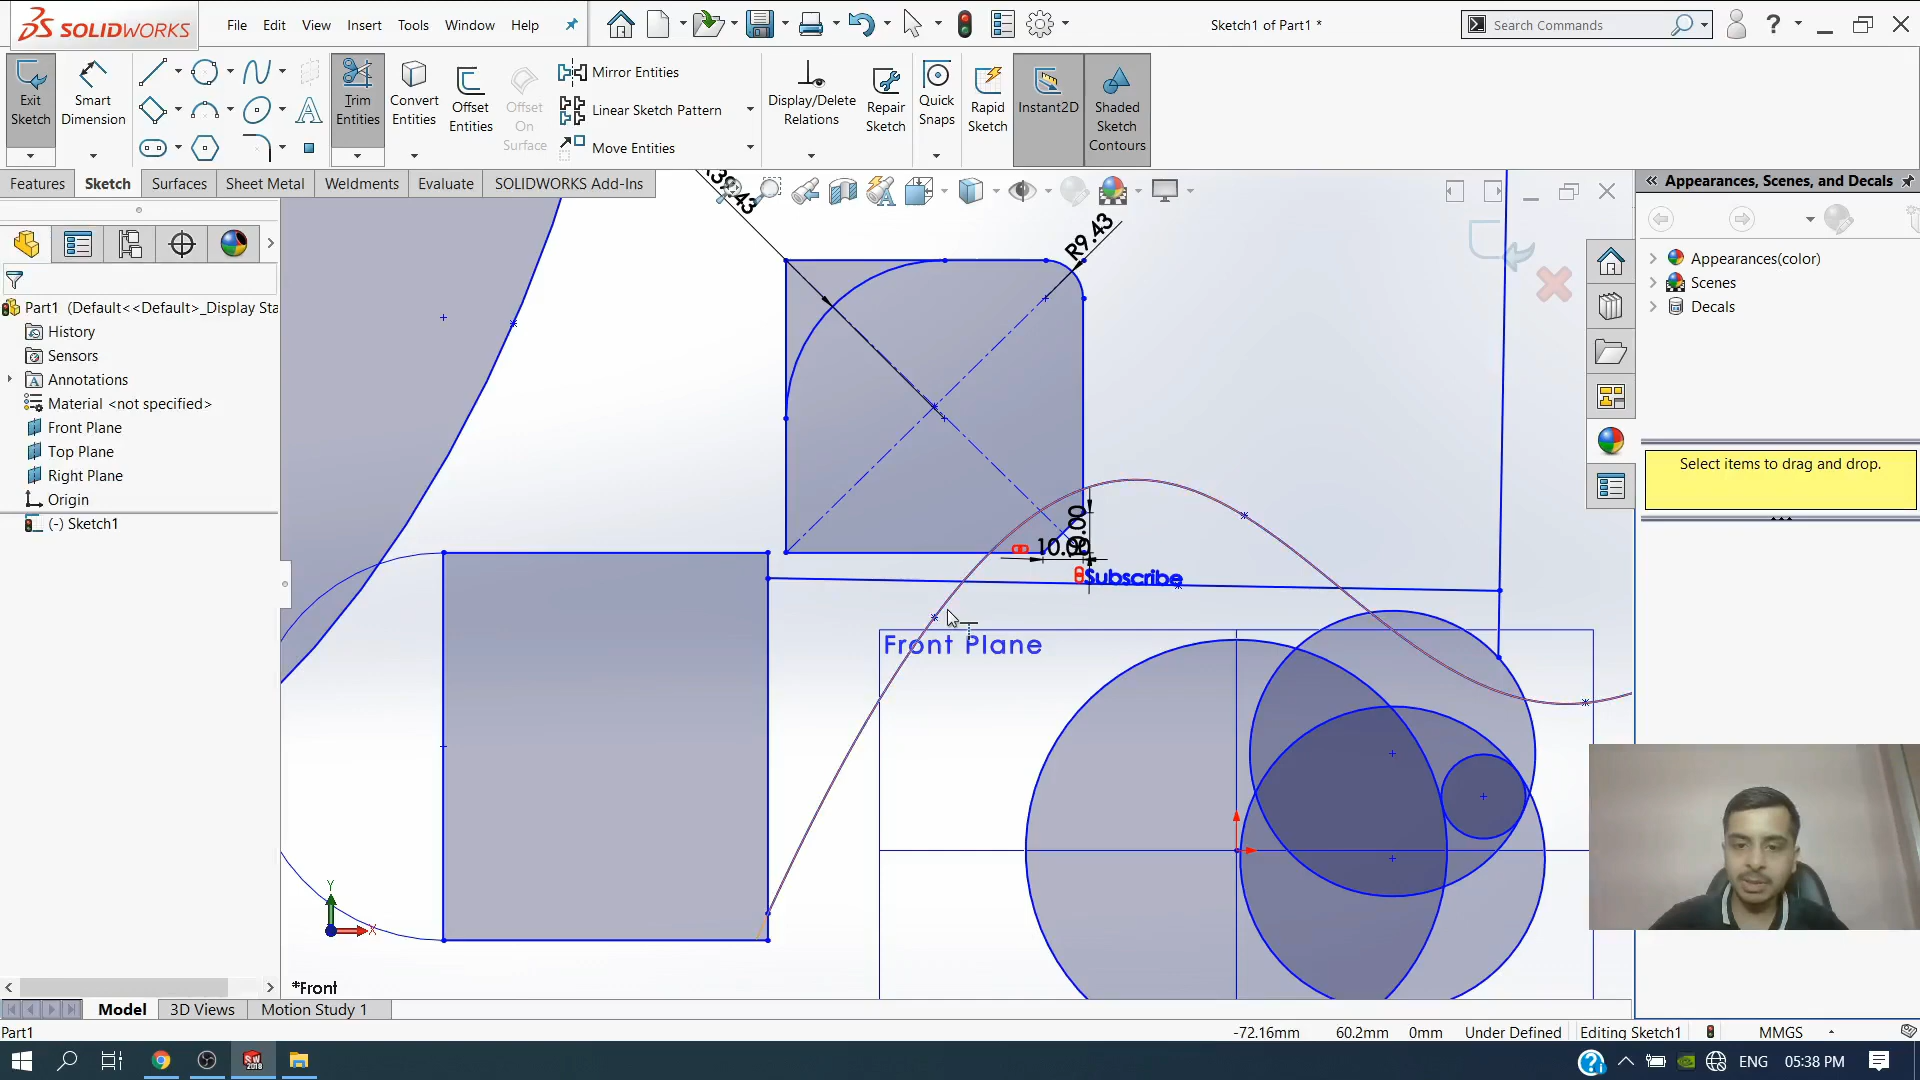 SOLIDWORKS
File Edit View Insert Tools Window Help
Sketch1 of Part1 *
Search Commands
Exit Sketch
Smart Dimension
Trim Entities
Convert Entities
Offset Entities
Offset On Surface
Mirror Entities
Linear Sketch Pattern
Move Entities
Display/Delete Relations
Repair Sketch
Quick Snaps
Rapid Sketch
Instant2D
Shaded Sketch Contours
Features Sketch Surfaces Sheet Metal Weldments Evaluate SOLIDWORKS Add-Ins
Appearances, Scenes, and Decals
Appearances(color)
Scenes
Decals
Select items to drag and drop.
Part1 (Default<<Default>_Display Sta
History
Sensors
Annotations
Material <not specified>
Front Plane
Top Plane
Right Plane
Origin
(-) Sketch1
R39.43
R9.43
10.00
Subscribe
Front Plane
Y
X
*Front
Model 3D Views Motion Study 1
Part1
-72.16mm 60.2mm 0mm Under Defined Editing Sketch1 MMGS
ENG 05:38 PM